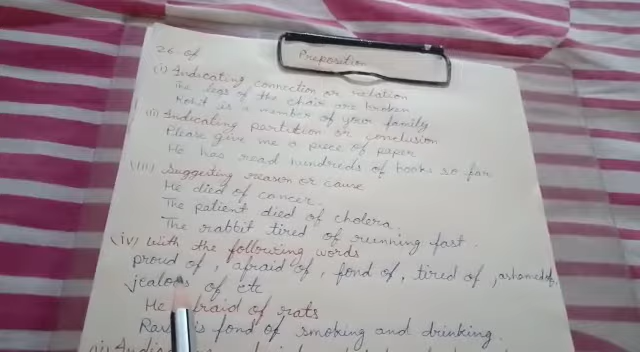 Preposition
26. of
(i) Indicating connection or relation
The legs of the chair are broken
Rohit is a member of your family
(ii) Indicating partition or conclusion
Please give me a piece of paper
He has read hundreds of books so far
(iii) Suggesting reason or cause
He died of cancer.
The patient died of cholera.
The rabbit tired of running fast.
(iv) with the following words
proud of, afraid of, fond of, tired of, ashamed of,
jealous of etc
He afraid of rats
is fond of smoking and drinking.